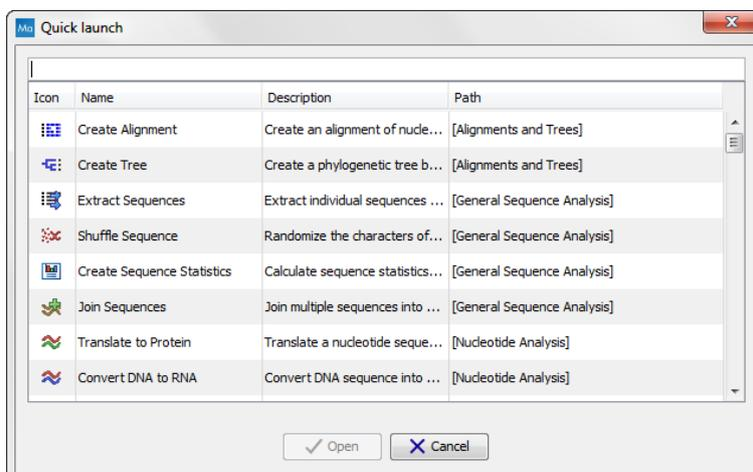 Ma Quick launch
Icon Name Description Path
Create Alignment Create an alignment of nucle... [Alignments and Trees]
Create Tree Create a phylogenetic tree b... [Alignments and Trees]
Extract Sequences Extract individual sequences ... [General Sequence Analysis]
Shuffle Sequence Randomize the characters of... [General Sequence Analysis]
Create Sequence Statistics Calculate sequence statistics... [General Sequence Analysis]
Join Sequences Join multiple sequences into ... [General Sequence Analysis]
Translate to Protein Translate a nucleotide seque... [Nucleotide Analysis]
Convert DNA to RNA Convert DNA sequence into ... [Nucleotide Analysis]
Open Cancel